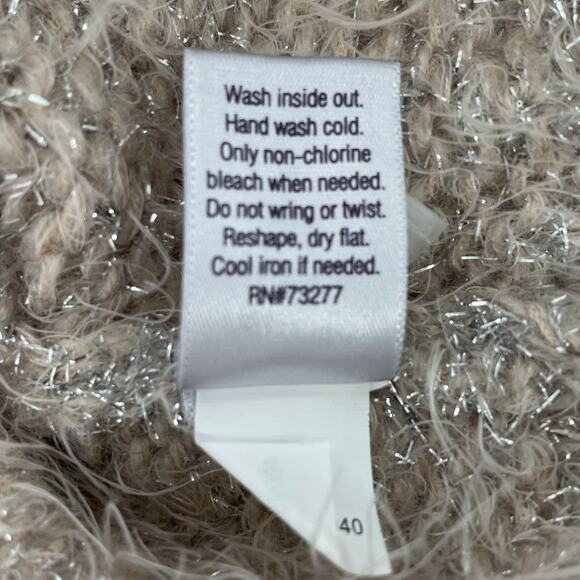 Wash inside out.
Hand wash cold.
Only non-chlorine
bleach when needed.
Do not wring or twist.
Reshape, dry flat.
Cool iron if needed.
RN#73277
40